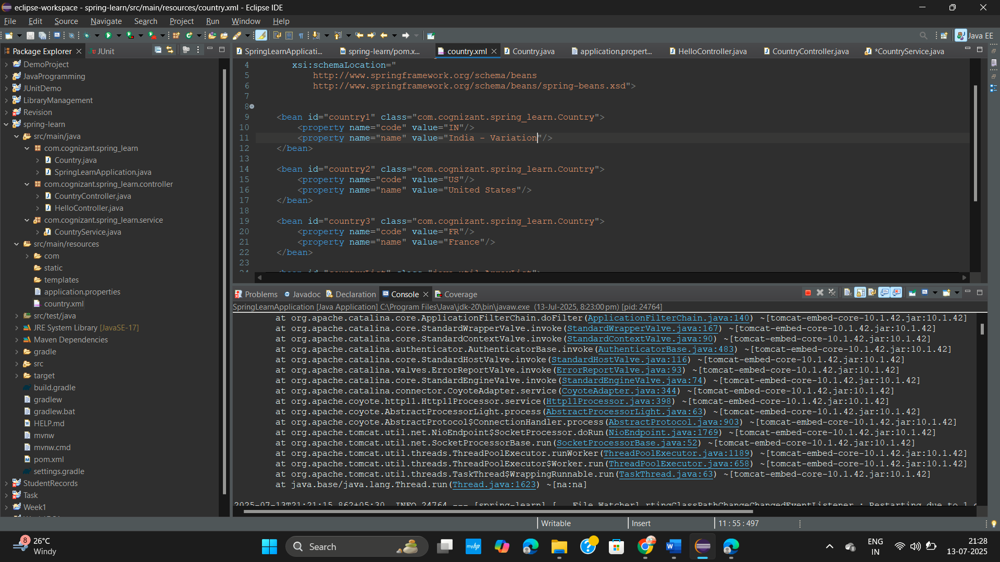 eclipse-workspace - spring-learn/src/main/resources/country.xml - Eclipse IDE
File Edit Source Navigate Search Project Run Window Help
Java EE
Package Explorer JUnit
SpringLearnApplicati... spring-learn/pom.x... country.xml Country.java application.propert... HelloController.java CountryController.java *CountryService.java
DemoProject
JavaProgramming
JUnitDemo
LibraryManagement
Revision
spring-learn
src/main/java
com.cognizant.spring_learn
Country.java
SpringLearnApplication.java
com.cognizant.spring_learn.controller
CountryController.java
HelloController.java
com.cognizant.spring_learn.service
CountryService.java
src/main/resources
com
static
templates
application.properties
country.xml
src/test/java
JRE System Library [JavaSE-17]
Maven Dependencies
gradle
src
target
build.gradle
gradlew
gradlew.bat
HELP.md
mvnw
mvnw.cmd
pom.xml
settings.gradle
StudentRecords
Task
Week1
4 xsi:schemaLocation="
5 http://www.springframework.org/schema/beans
6 http://www.springframework.org/schema/beans/spring-beans.xsd">
7
8
9 <bean id="country1" class="com.cognizant.spring_learn.Country">
10 <property name="code" value="IN"/>
11 <property name="name" value="India - Variation"/>
12 </bean>
13
14 <bean id="country2" class="com.cognizant.spring_learn.Country">
15 <property name="code" value="US"/>
16 <property name="name" value="United States"/>
17 </bean>
18
19 <bean id="country3" class="com.cognizant.spring_learn.Country">
20 <property name="code" value="FR"/>
21 <property name="name" value="France"/>
22 </bean>
23
24 <bean id="countryList" class="java.util.ArrayList">
Problems Javadoc Declaration Console Coverage
SpringLearnApplication [Java Application] C:\Program Files\Java\jdk-20\bin\javaw.exe (13-Jul-2025, 8:23:00 pm) [pid: 24764]
at org.apache.catalina.core.ApplicationFilterChain.doFilter(ApplicationFilterChain.java:140) ~[tomcat-embed-core-10.1.42.jar:10.1.42]
at org.apache.catalina.core.StandardWrapperValve.invoke(StandardWrapperValve.java:167) ~[tomcat-embed-core-10.1.42.jar:10.1.42]
at org.apache.catalina.core.StandardContextValve.invoke(StandardContextValve.java:90) ~[tomcat-embed-core-10.1.42.jar:10.1.42]
at org.apache.catalina.authenticator.AuthenticatorBase.invoke(AuthenticatorBase.java:483) ~[tomcat-embed-core-10.1.42.jar:10.1.42]
at org.apache.catalina.core.StandardHostValve.invoke(StandardHostValve.java:116) ~[tomcat-embed-core-10.1.42.jar:10.1.42]
at org.apache.catalina.valves.ErrorReportValve.invoke(ErrorReportValve.java:93) ~[tomcat-embed-core-10.1.42.jar:10.1.42]
at org.apache.catalina.core.StandardEngineValve.invoke(StandardEngineValve.java:74) ~[tomcat-embed-core-10.1.42.jar:10.1.42]
at org.apache.catalina.connector.CoyoteAdapter.service(CoyoteAdapter.java:344) ~[tomcat-embed-core-10.1.42.jar:10.1.42]
at org.apache.coyote.http11.Http11Processor.service(Http11Processor.java:398) ~[tomcat-embed-core-10.1.42.jar:10.1.42]
at org.apache.coyote.AbstractProcessorLight.process(AbstractProcessorLight.java:63) ~[tomcat-embed-core-10.1.42.jar:10.1.42]
at org.apache.coyote.AbstractProtocol$ConnectionHandler.process(AbstractProtocol.java:903) ~[tomcat-embed-core-10.1.42.jar:10.1.42]
at org.apache.tomcat.util.net.NioEndpoint$SocketProcessor.doRun(NioEndpoint.java:1769) ~[tomcat-embed-core-10.1.42.jar:10.1.42]
at org.apache.tomcat.util.net.SocketProcessorBase.run(SocketProcessorBase.java:52) ~[tomcat-embed-core-10.1.42.jar:10.1.42]
at org.apache.tomcat.util.threads.ThreadPoolExecutor.runWorker(ThreadPoolExecutor.java:1189) ~[tomcat-embed-core-10.1.42.jar:10.1.42]
at org.apache.tomcat.util.threads.ThreadPoolExecutor$Worker.run(ThreadPoolExecutor.java:658) ~[tomcat-embed-core-10.1.42.jar:10.1.42]
at org.apache.tomcat.util.threads.TaskThread$WrappingRunnable.run(TaskThread.java:63) ~[tomcat-embed-core-10.1.42.jar:10.1.42]
at java.base/java.lang.Thread.run(Thread.java:1623) ~[na:na]
2025-07-13T21:21:15.862+05:30 INFO 24764 --- [spring-learn] [ File Watcher] rtingClassPathChangeChangedEventListener : Restarting due to 1
Writable Insert 11 : 55 : 497
8 26°C
Windy
Search
myhp
ENG
IN
21:28
13-07-2025